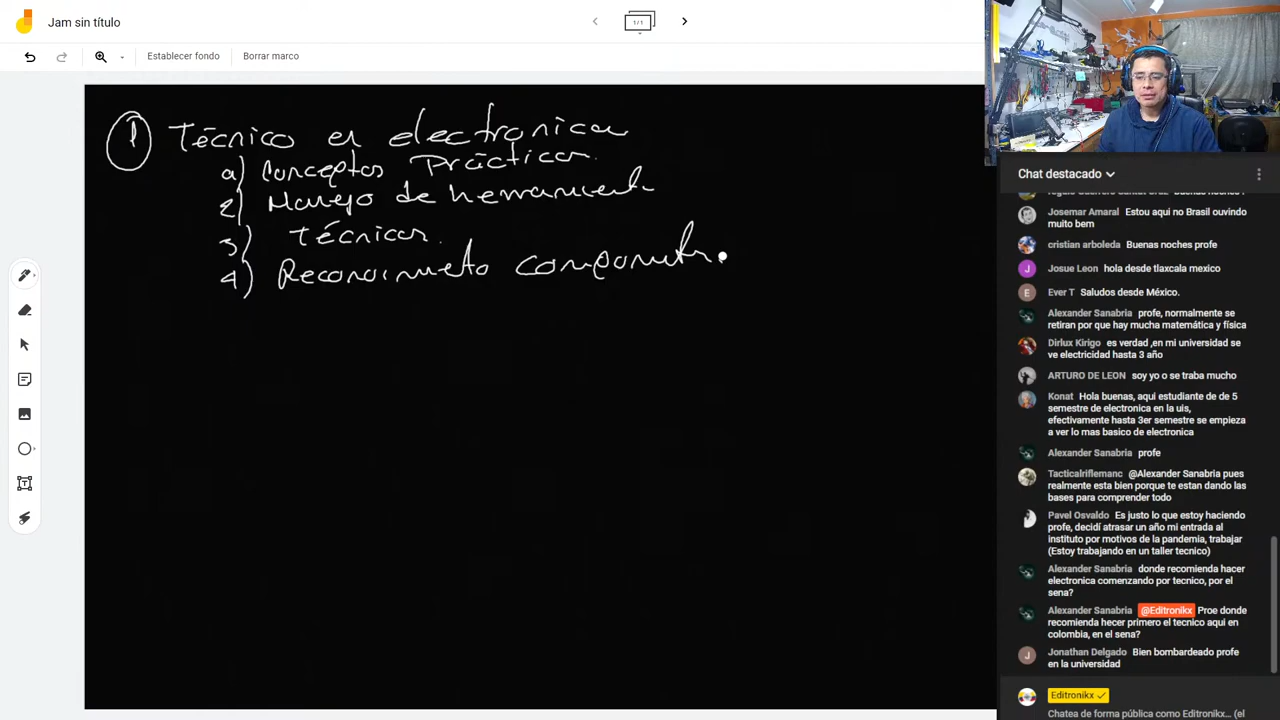 Jam sin título
1/1
Establecer fondo
Borrar marco
1 Técnico en electronica
a) Conceptos Prácticos.
2) Manejo de herramienta
3) Técnicas.
4)
Chat destacado
Josemar Amaral Estou aqui no Brasil ouvindo
muito bem
cristian arboleda Buenas noches profe
Josue Leon hola desde tlaxcala mexico
Ever T Saludos desde México.
Alexander Sanabria profe, normalmente se
retiran por que hay mucha matemática y física
Dirlux Kirigo es verdad ,en mi universidad se
ve electricidad hasta 3 año
ARTURO DE LEON soy yo o se traba mucho
Konat Hola buenas, aqui estudiante de de 5
semestre de electronica en la uis,
efectivamente hasta 3er semestre se empieza
a ver lo mas basico de electronica
Alexander Sanabria profe
Tacticalriflemanc @Alexander Sanabria pues
realmente esta bien porque te estan dando las
bases para comprender todo
Pavel Osvaldo Es justo lo que estoy haciendo
profe, decidí atrasar un año mi entrada al
instituto por motivos de la pandemia, trabajar
(Estoy trabajando en un taller tecnico)
Alexander Sanabria donde recomienda hacer
electronica comenzando por tecnico, por el
sena?
Alexander Sanabria @Editronikx Proe donde
recomienda hacer primero el tecnico aqui en
colombia, en el sena?
Jonathan Delgado Bien bombardeado profe
en la universidad
Editronikx
Chatea de forma pública como Editronikx... (el